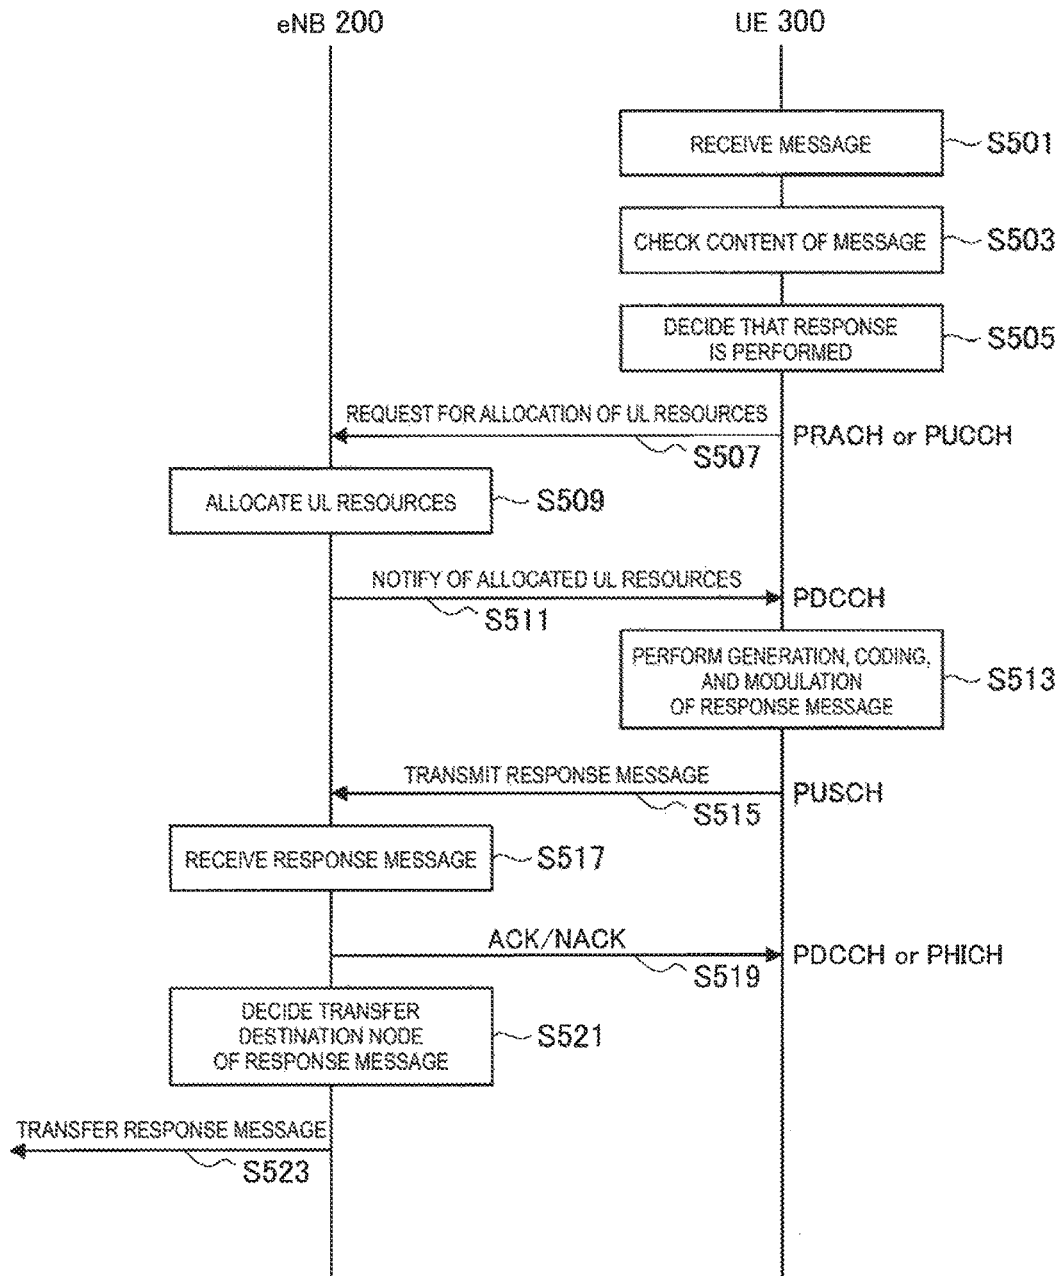 eNB 200
UE 300
RECEIVE MESSAGE
S501
CHECK CONTENT OF MESSAGE
S503
DECIDE THAT RESPONSE
IS PERFORMED
S505
REQUEST FOR ALLOCATION OF UL RESOURCES
PRACH or PUCCH
S507
ALLOCATE UL RESOURCES
S509
NOTIFY OF ALLOCATED UL RESOURCES
PDCCH
S511
PERFORM GENERATION, CODING,
AND MODULATION
OF RESPONSE MESSAGE
S513
TRANSMIT RESPONSE MESSAGE
PUSCH
S515
RECEIVE RESPONSE MESSAGE
S517
ACK/NACK
PDCCH or PHICH
S519
DECIDE TRANSFER
DESTINATION NODE
OF RESPONSE MESSAGE
S521
TRANSFER RESPONSE MESSAGE
S523